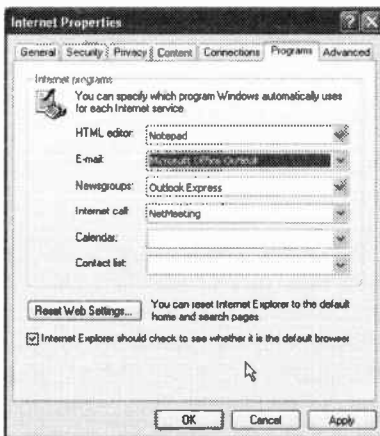 Internet Properties
General Security Privacy Content Connections Programs Advanced
Internet programs
You can specify which program Windows automatically uses
for each Internet service.
HTML editor: Notepad
E-mail: Microsoft Office Outlook
Newsgroups: Outlook Express
Internet call: NetMeeting
Calendar:
Contact list:
Reset Web Settings... You can reset Internet Explorer to the default
home and search pages
Internet Explorer should check to see whether it is the default browser
OK Cancel Apply